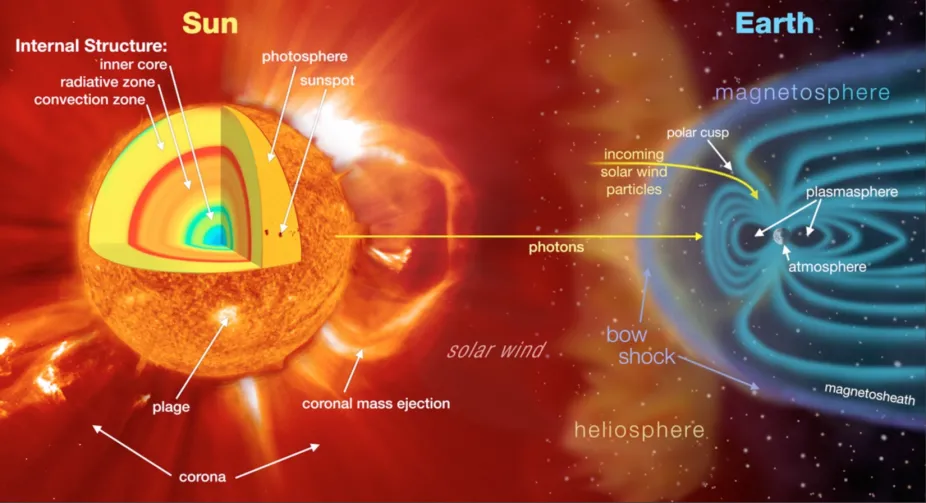 Sun
Internal Structure:
inner core
radiative zone
convection zone
photosphere
sunspot
plage
corona
coronal mass ejection
solar wind
photons
Earth
magnetosphere
polar cusp
incoming
solar wind
particles
plasmasphere
atmosphere
bow
shock
magnetosheath
heliosphere